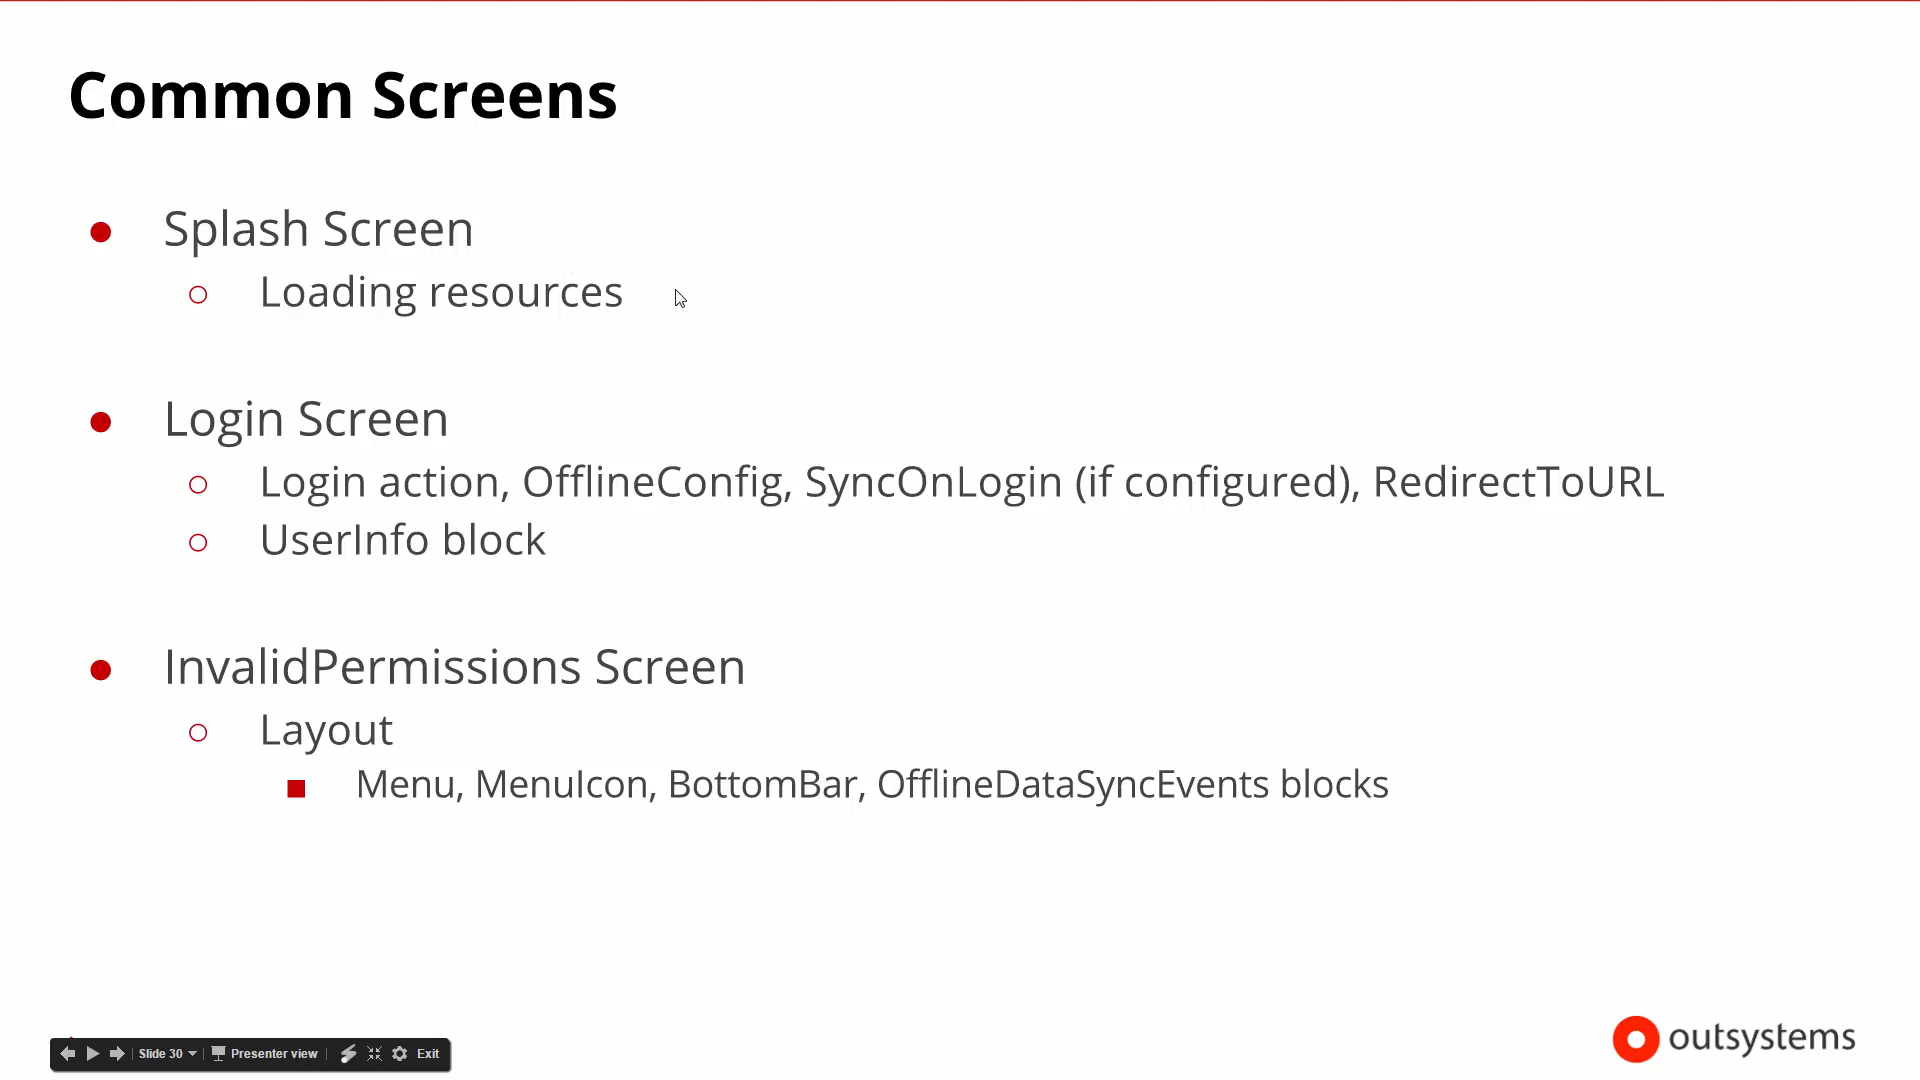 Common Screens
Splash Screen
Loading resources
Login Screen
Login action, OfflineConfig, SyncOnLogin (if configured), RedirectToURL
UserInfo block
InvalidPermissions Screen
Layout
Menu, MenuIcon, BottomBar, OfflineDataSyncEvents blocks
Slide 30 Presenter view Exit
outsystems